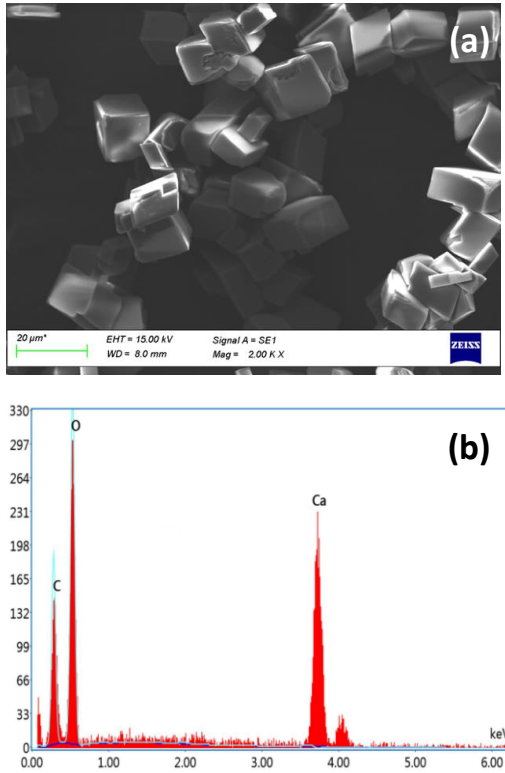 (a)
20 µm*
EHT = 15.00 kV
Signal A = SE1
WD = 8.0 mm
Mag = 2.00 K X
ZEISS
(b)
330
297
264
231
198
165
132
99
66
33
0
O
C
Ca
keV
0.00 1.00 2.00 3.00 4.00 5.00 6.00